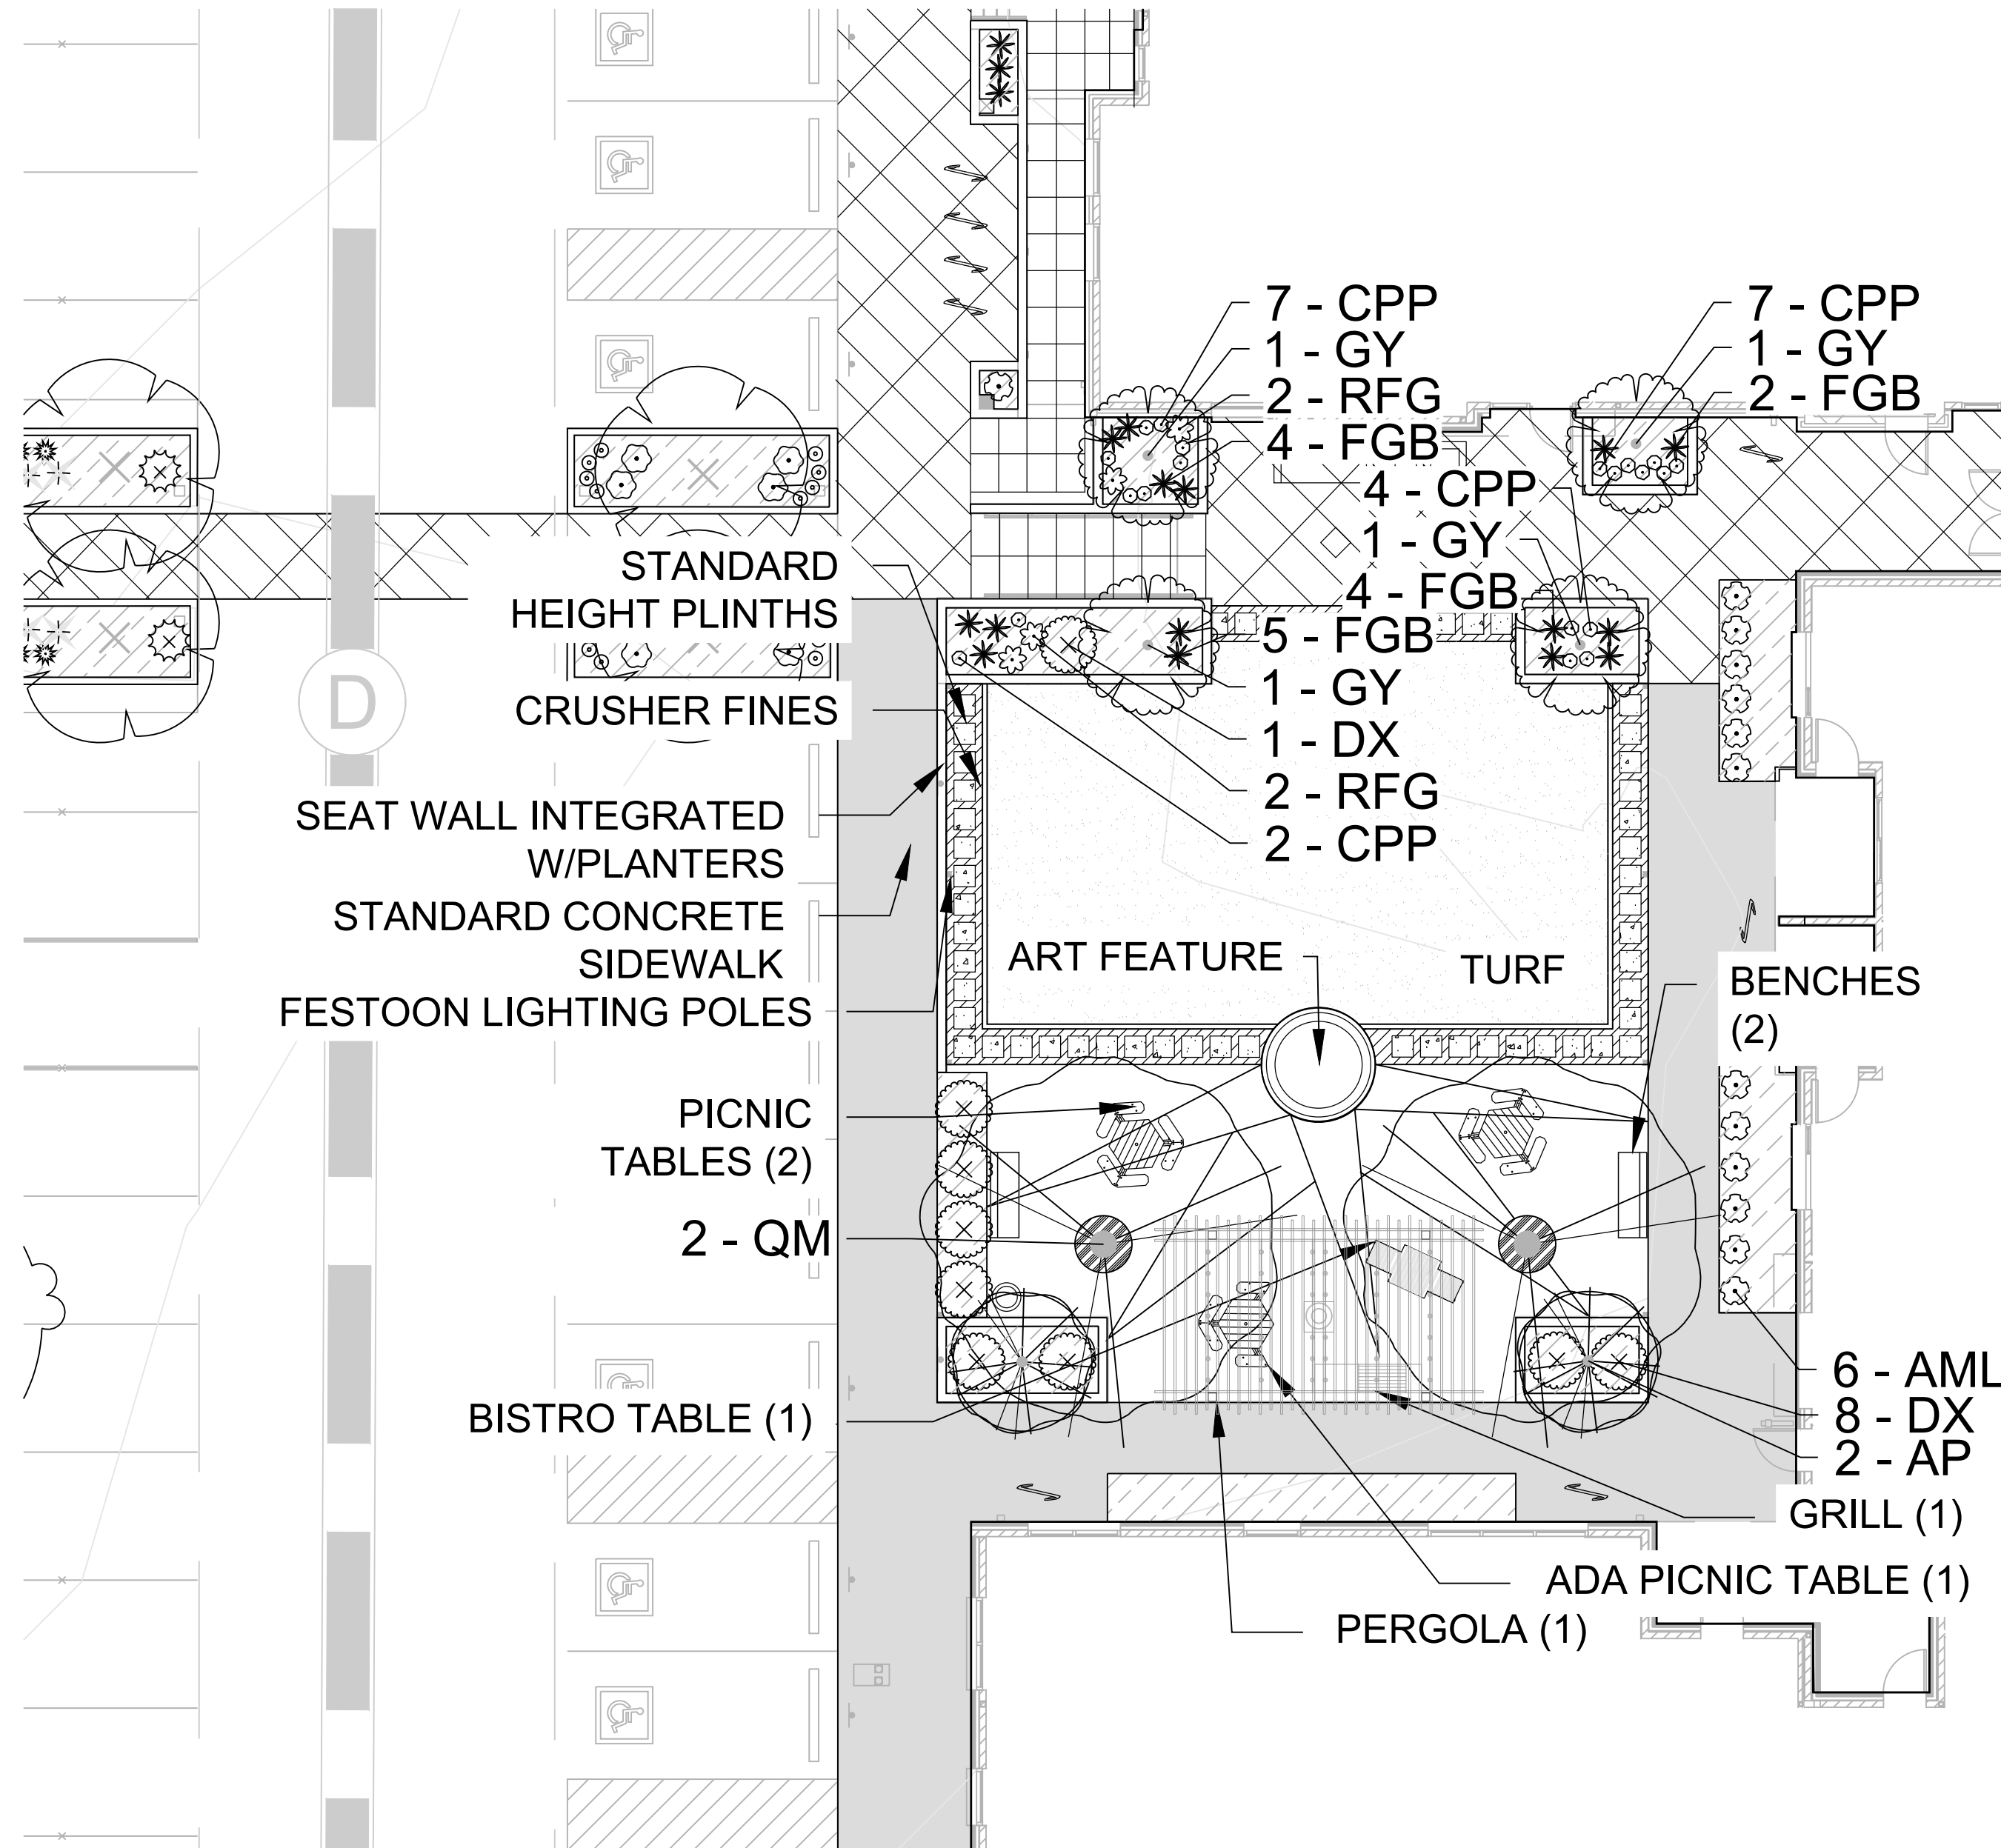 7 - CPP
1 - GY
2 - RFG
4 - FGB
7 - CPP
1 - GY
2 - FGB
4 - CPP
1 - GY
4 - FGB
5 - FGB
1 - GY
1 - DX
2 - RFG
2 - CPP
STANDARD
HEIGHT PLINTHS
CRUSHER FINES
D
SEAT WALL INTEGRATED
W/PLANTERS
STANDARD CONCRETE
SIDEWALK
FESTOON LIGHTING POLES
ART FEATURE
TURF
BENCHES
(2)
PICNIC
TABLES (2)
2 - QM
BISTRO TABLE (1)
6 - AML
8 - DX
2 - AP
GRILL (1)
ADA PICNIC TABLE (1)
PERGOLA (1)